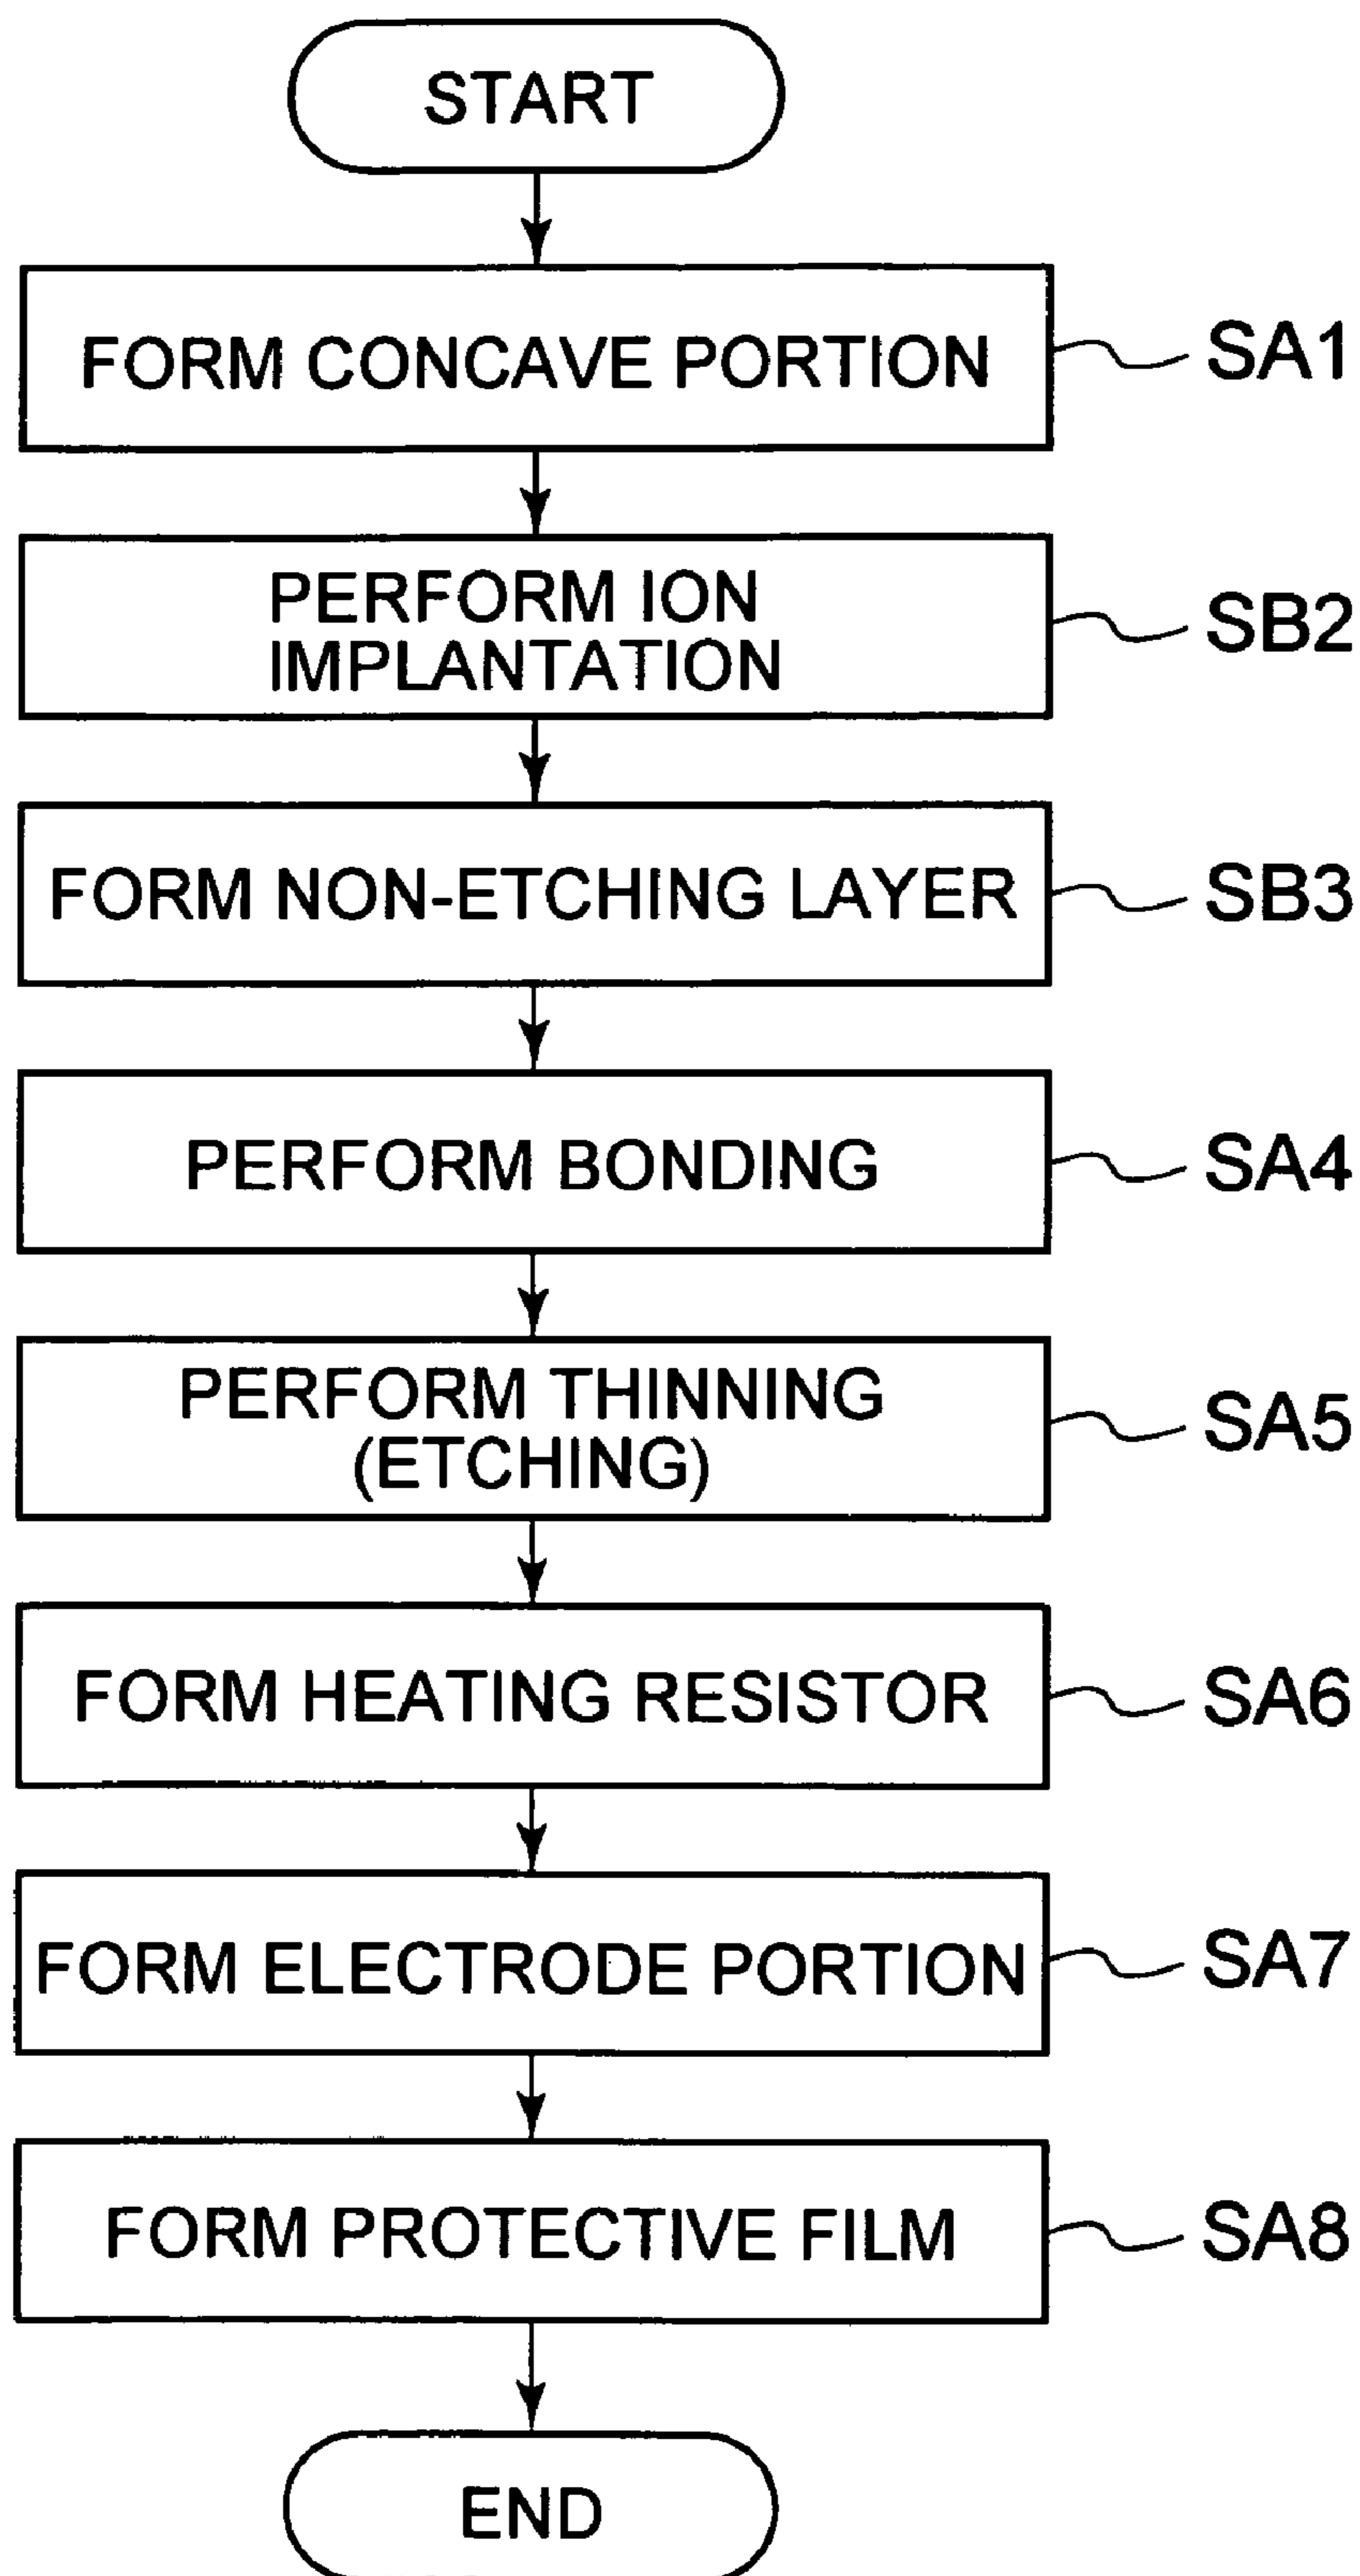 START
FORM CONCAVE PORTION
SA1
PERFORM ION
IMPLANTATION
SB2
FORM NON-ETCHING LAYER
SB3
PERFORM BONDING
SA4
PERFORM THINNING
(ETCHING)
SA5
FORM HEATING RESISTOR
SA6
FORM ELECTRODE PORTION
SA7
FORM PROTECTIVE FILM
SA8
END